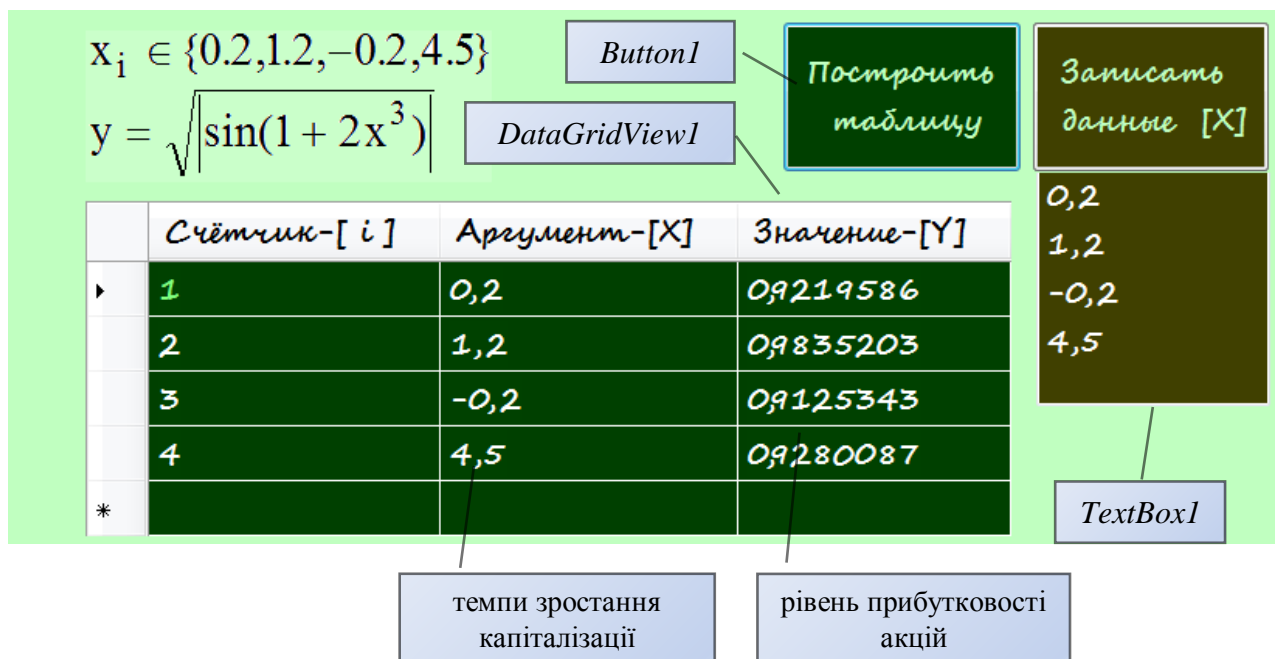 xᵢ ∈ {0.2,1.2,−0.2,4.5}
y = √|sin(1 + 2x³)|
Button1
DataGridView1
Построить
таблицу
Записать
данные [X]
0,2
1,2
-0,2
4,5
Счётчик-[ i ] Аргумент-[X] Значение-[Y]
1 0,2 0,9219586
2 1,2 0,9835203
3 -0,2 0,9125343
4 4,5 0,9280087
*
TextBox1
темпи зростання
капіталізації
рівень прибутковості
акцій